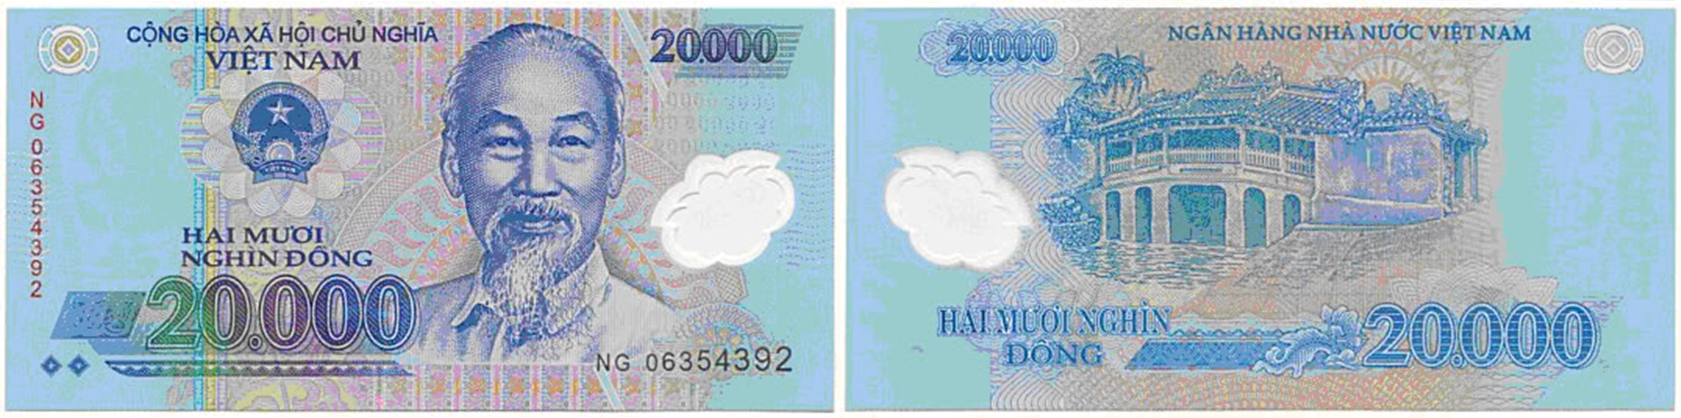 CỘNG HÒA XÃ HỘI CHỦ NGHĨA
VIỆT NAM
20.000
NG 06354392
HAI MƯƠI
NGHÌN ĐỒNG
20.000
NG 06354392
NGÂN HÀNG NHÀ NƯỚC VIỆT NAM
20.000
HAI MƯƠI NGHÌN
ĐỒNG
20.000